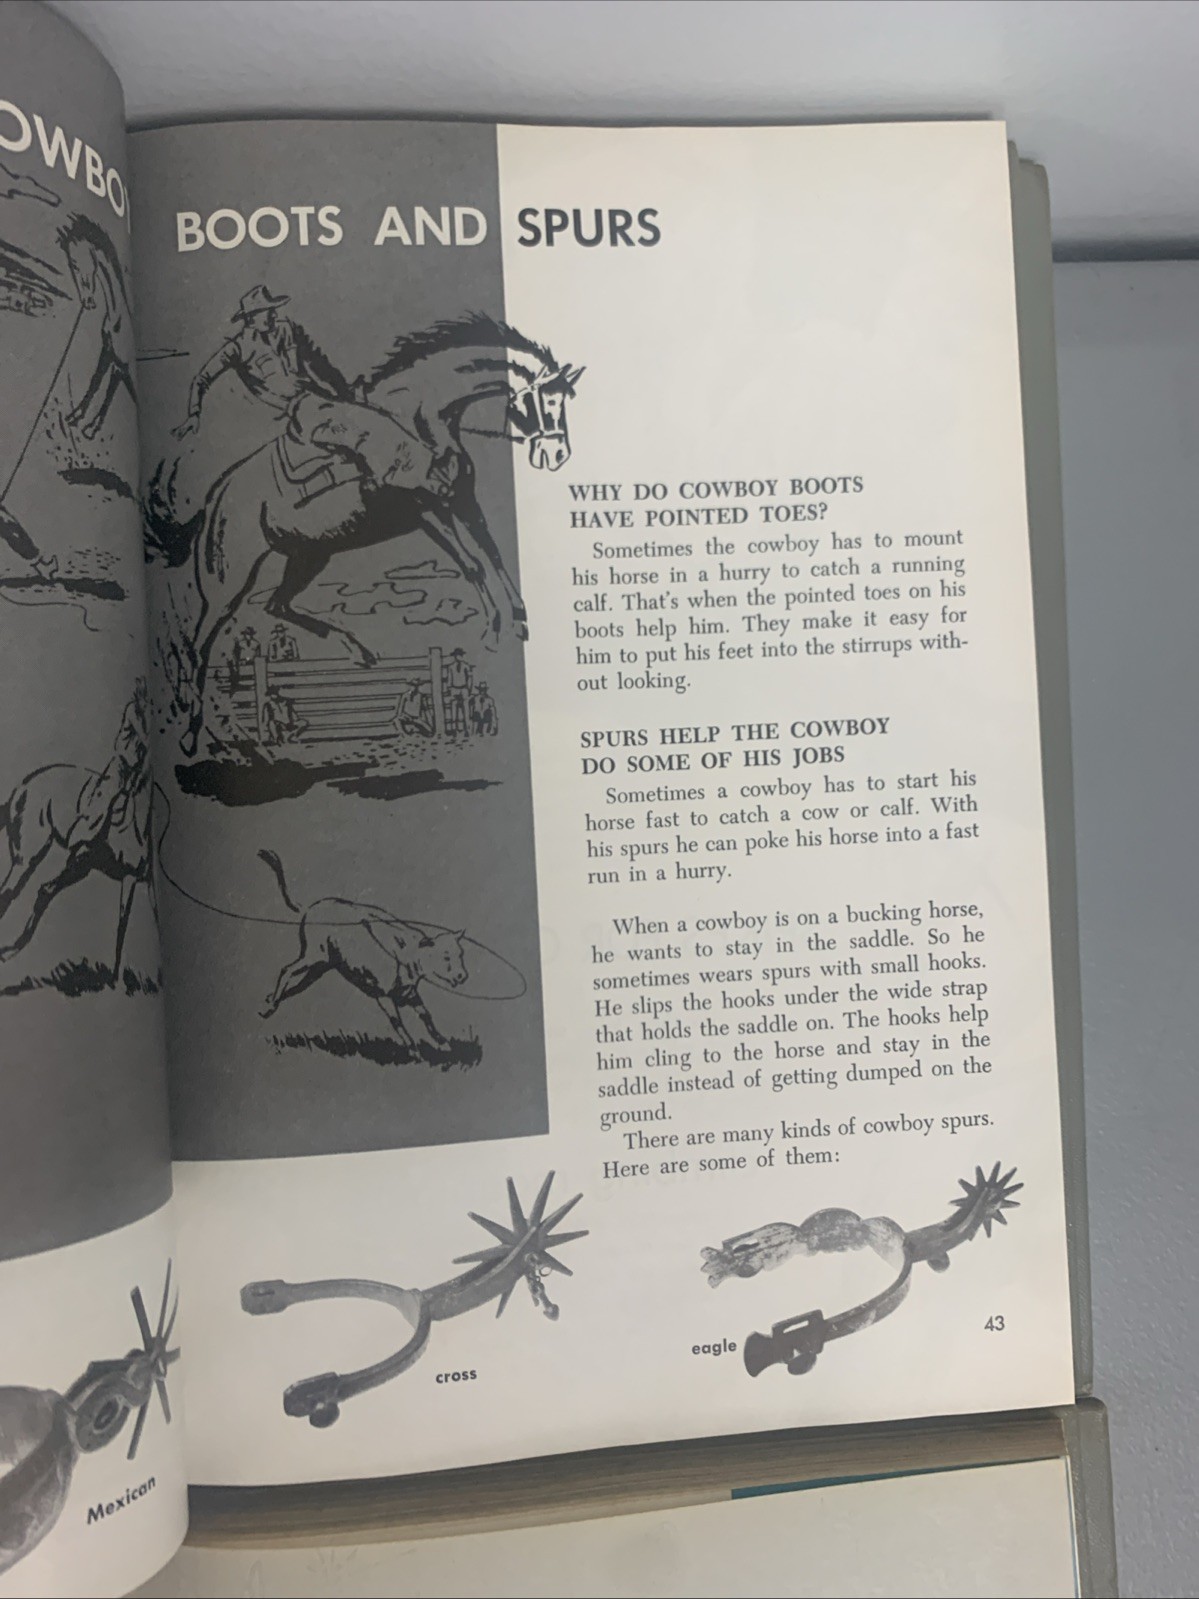 OWBO
BOOTS AND SPURS
WHY DO COWBOY BOOTS
HAVE POINTED TOES?
Sometimes the cowboy has to mount
his horse in a hurry to catch a running
calf. That's when the pointed toes on his
boots help him. They make it easy for
him to put his feet into the stirrups with-
out looking.
SPURS HELP THE COWBOY
DO SOME OF HIS JOBS
Sometimes a cowboy has to start his
horse fast to catch a cow or calf. With
his spurs he can poke his horse into a fast
run in a hurry.
When a cowboy is on a bucking horse,
he wants to stay in the saddle. So he
sometimes wears spurs with small hooks.
He slips the hooks under the wide strap
that holds the saddle on. The hooks help
him cling to the horse and stay in the
saddle instead of getting dumped on the
ground.
There are many kinds of cowboy spurs.
Here are some of them:
Mexican
cross
eagle
43